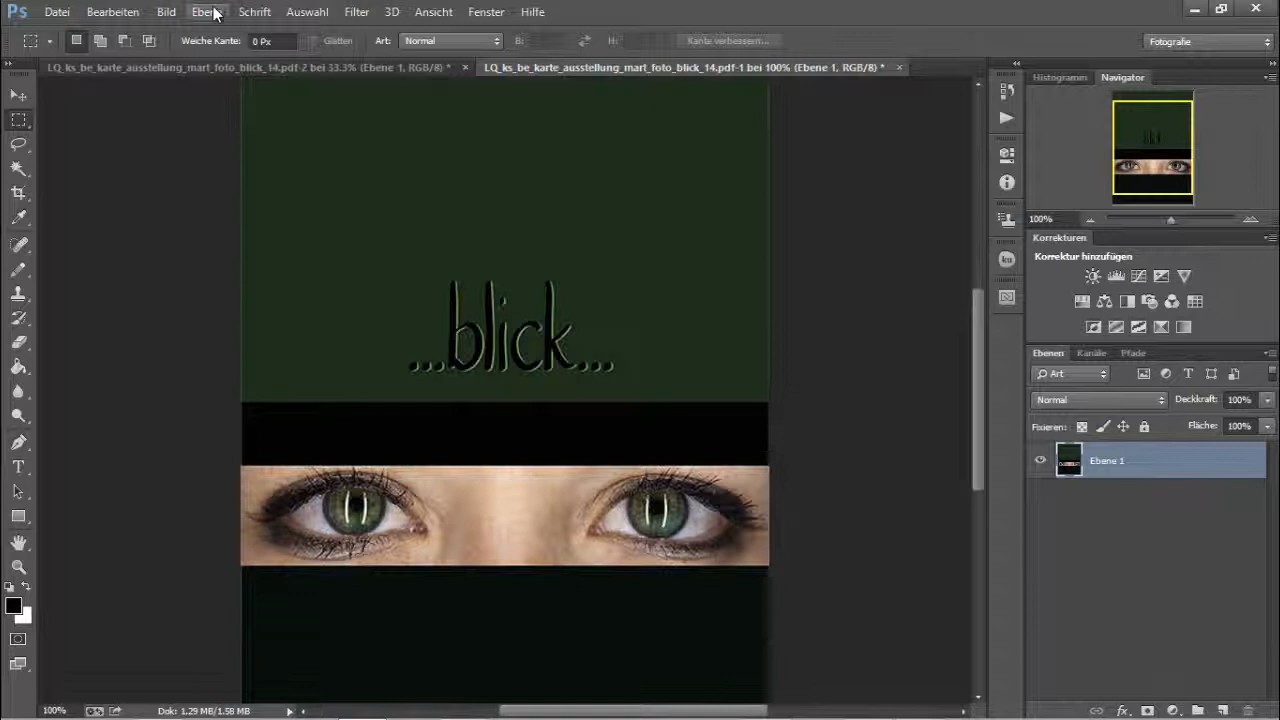 Ps Datei Bearbeiten Bild Ebene Schrift Auswahl Filter 3D Ansicht Fenster Hilfe
Weiche Kante: 0 Px Glätten Art: Normal B: H: Kante verbessern... Fotografie
LQ_ks_be_karte_ausstellung_mart_foto_blick_14.pdf-2 bei 33.3% (Ebene 1, RGB/8) * × LQ_ks_be_karte_ausstellung_mart_foto_blick_14.pdf-1 bei 100% (Ebene 1, RGB/8) * ×
Histogramm Navigator
...blick...
100%
Korrekturen
Korrektur hinzufügen
ku
Ebenen Kanäle Pfade
Art
Normal Deckkraft: 100%
Fixieren: Fläche: 100%
Ebene 1
100% Dok: 1.29 MB/1.58 MB